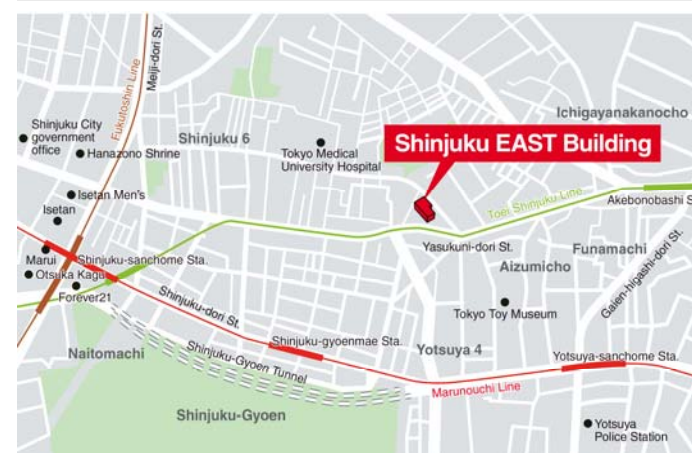 Meiji-dori St.
Fukutoshin Line
Ichigayanakanocho
Shinjuku City
government
office
Shinjuku 6
Hanazono Shrine
Tokyo Medical
University Hospital
Shinjuku EAST Building
Isetan Men's
Isetan
Toei Shinjuku Line
Akebonobashi S
Yasukuni-dori St.
Funamachi
Marui
Shinjuku-sanchome Sta.
Aizumicho
Otsuka Kagu
Forever21
Shinjuku-dori St.
Gaien-higashi-dori St.
Tokyo Toy Museum
Shinjuku-gyoenmae Sta.
Naitomachi
Shinjuku-Gyoen Tunnel
Yotsuya 4
Yotsuya-sanchome Sta.
Marunouchi Line
Shinjuku-Gyoen
Yotsuya
Police Station